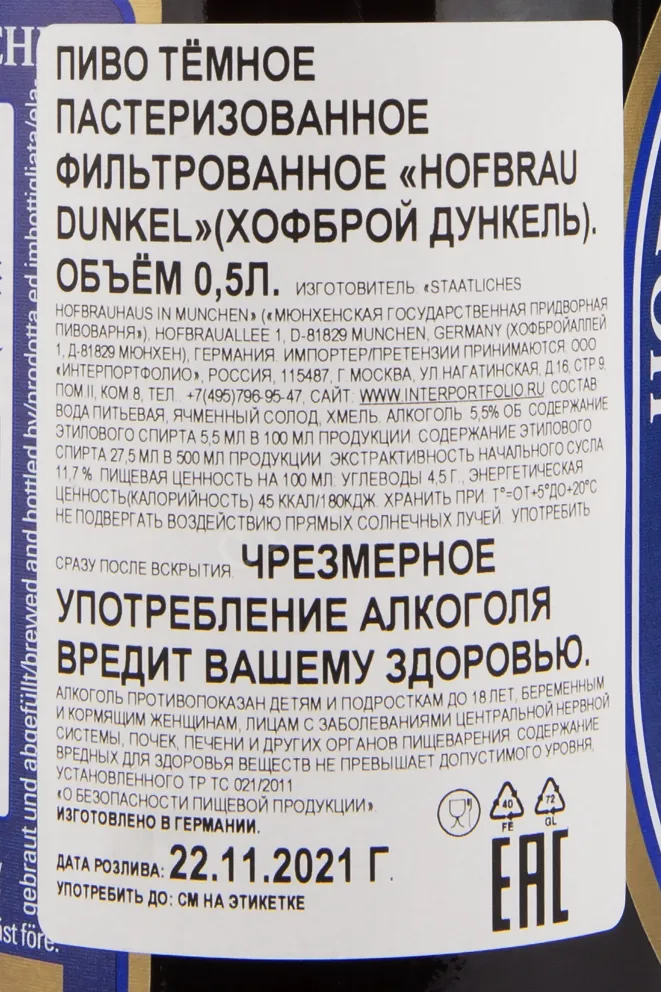 ПИВО ТЁМНОЕ
ПАСТЕРИЗОВАННОЕ
ФИЛЬТРОВАННОЕ «HOFBRAU
DUNKEL»(ХОФБРОЙ ДУНКЕЛЬ).
ОБЪЁМ 0,5Л. ИЗГОТОВИТЕЛЬ: «STAATLICHES
HOFBRAUHAUS IN MUNCHEN» («МЮНХЕНСКАЯ ГОСУДАРСТВЕННАЯ ПРИДВОРНАЯ
ПИВОВАРНЯ»), HOFBRAUALLEE 1, D-81829 MUNCHEN, GERMANY (ХОФБРОЙАЛЛЕЙ
1, Д-81829 МЮНХЕН), ГЕРМАНИЯ. ИМПОРТЕР/ПРЕТЕНЗИИ ПРИНИМАЮТСЯ: ООО
«ИНТЕРПОРТФОЛИО», РОССИЯ, 115487, Г.МОСКВА, УЛ.НАГАТИНСКАЯ, Д.16, СТР.9,
ПОМ.II, КОМ.8, ТЕЛ. +7(495)796-95-47, САЙТ: WWW.INTERPORTFOLIO.RU СОСТАВ:
ВОДА ПИТЬЕВАЯ, ЯЧМЕННЫЙ СОЛОД, ХМЕЛЬ. АЛКОГОЛЬ: 5,5% ОБ. СОДЕРЖАНИЕ
ЭТИЛОВОГО СПИРТА 5,5 МЛ В 100 МЛ ПРОДУКЦИИ. СОДЕРЖАНИЕ ЭТИЛОВОГО
СПИРТА 27,5 МЛ В 500 МЛ ПРОДУКЦИИ. ЭКСТРАКТИВНОСТЬ НАЧАЛЬНОГО СУСЛА
11,7%. ПИЩЕВАЯ ЦЕННОСТЬ НА 100 МЛ: УГЛЕВОДЫ 4,5 Г., ЭНЕРГЕТИЧЕСКАЯ
ЦЕННОСТЬ(КАЛОРИЙНОСТЬ) 45 ККАЛ/180КДЖ. ХРАНИТЬ ПРИ: T°=ОТ+5°ДО+20°С
НЕ ПОДВЕРГАТЬ ВОЗДЕЙСТВИЮ ПРЯМЫХ СОЛНЕЧНЫХ ЛУЧЕЙ. УПОТРЕБИТЬ
СРАЗУ ПОСЛЕ ВСКРЫТИЯ. ЧРЕЗМЕРНОЕ
УПОТРЕБЛЕНИЕ АЛКОГОЛЯ
ВРЕДИТ ВАШЕМУ ЗДОРОВЬЮ.
АЛКОГОЛЬ ПРОТИВОПОКАЗАН ДЕТЯМ И ПОДРОСТКАМ ДО 18 ЛЕТ, БЕРЕМЕННЫМ
И КОРМЯЩИМ ЖЕНЩИНАМ, ЛИЦАМ С ЗАБОЛЕВАНИЯМИ ЦЕНТРАЛЬНОЙ НЕРВНОЙ
СИСТЕМЫ, ПОЧЕК, ПЕЧЕНИ И ДРУГИХ ОРГАНОВ ПИЩЕВАРЕНИЯ. СОДЕРЖАНИЕ
ВРЕДНЫХ ДЛЯ ЗДОРОВЬЯ ВЕЩЕСТВ НЕ ПРЕВЫШАЕТ ДОПУСТИМОГО УРОВНЯ,
УСТАНОВЛЕННОГО ТР ТС 021/2011
«О БЕЗОПАСНОСТИ ПИЩЕВОЙ ПРОДУКЦИИ».
ИЗГОТОВЛЕНО В ГЕРМАНИИ.
40
FE
72
GL
EAC
ДАТА РОЗЛИВА: 22.11.2021 Г.
УПОТРЕБИТЬ ДО: СМ НА ЭТИКЕТКЕ
gebraut und abgefüllt/brewed and bottled by/prodotta ed imbottigliata/ela-